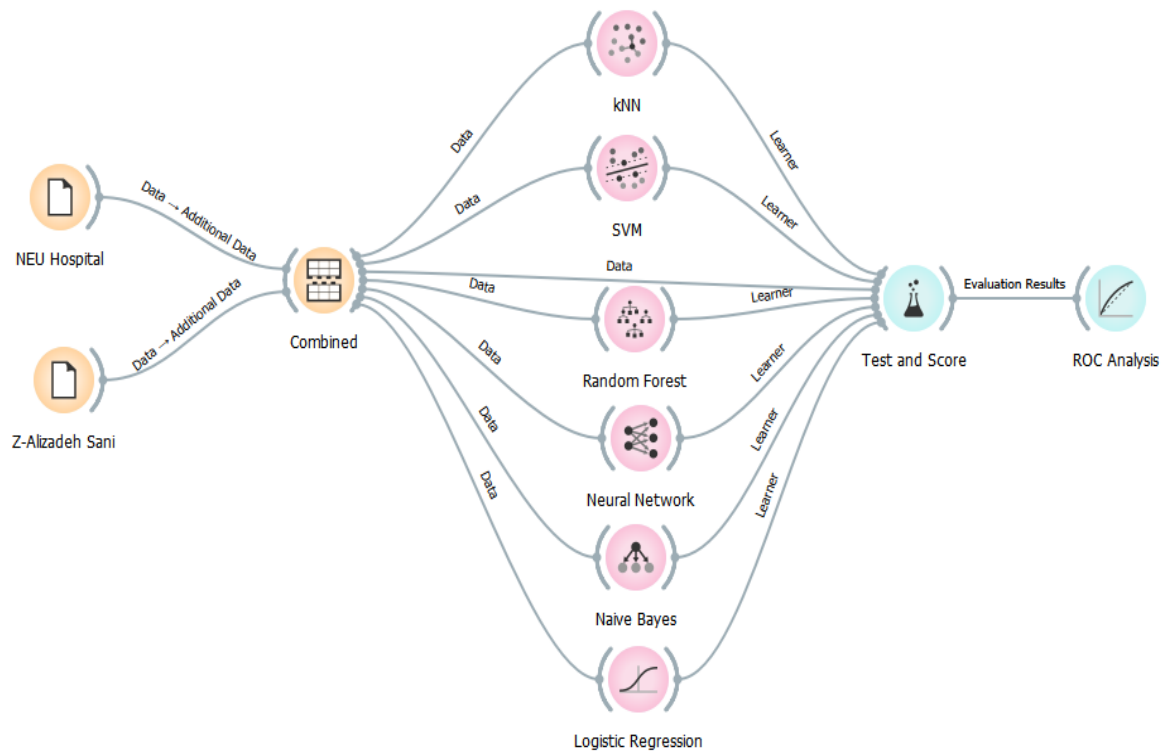 kNN
Data
Learner
SVM
Data
Learner
NEU Hospital
Data → Additional Data
Z-Alizadeh Sani
Data → Additional Data
Combined
Data
Data
Random Forest
Learner
Data
Neural Network
Learner
Data
Naive Bayes
Learner
Data
Logistic Regression
Learner
Test and Score
Evaluation Results
ROC Analysis